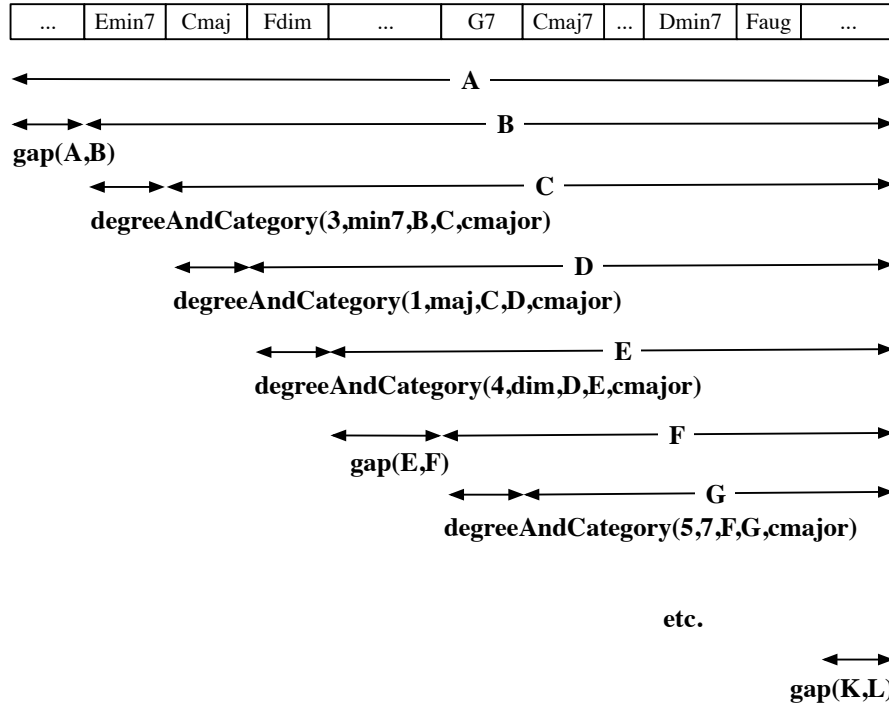 ... Emin7 Cmaj Fdim ... G7 Cmaj7 ... Dmin7 Faug ...
A
B
gap(A,B)
C
degreeAndCategory(3,min7,B,C,cmajor)
D
degreeAndCategory(1,maj,C,D,cmajor)
E
degreeAndCategory(4,dim,D,E,cmajor)
F
gap(E,F)
G
degreeAndCategory(5,7,F,G,cmajor)
etc.
gap(K,L)